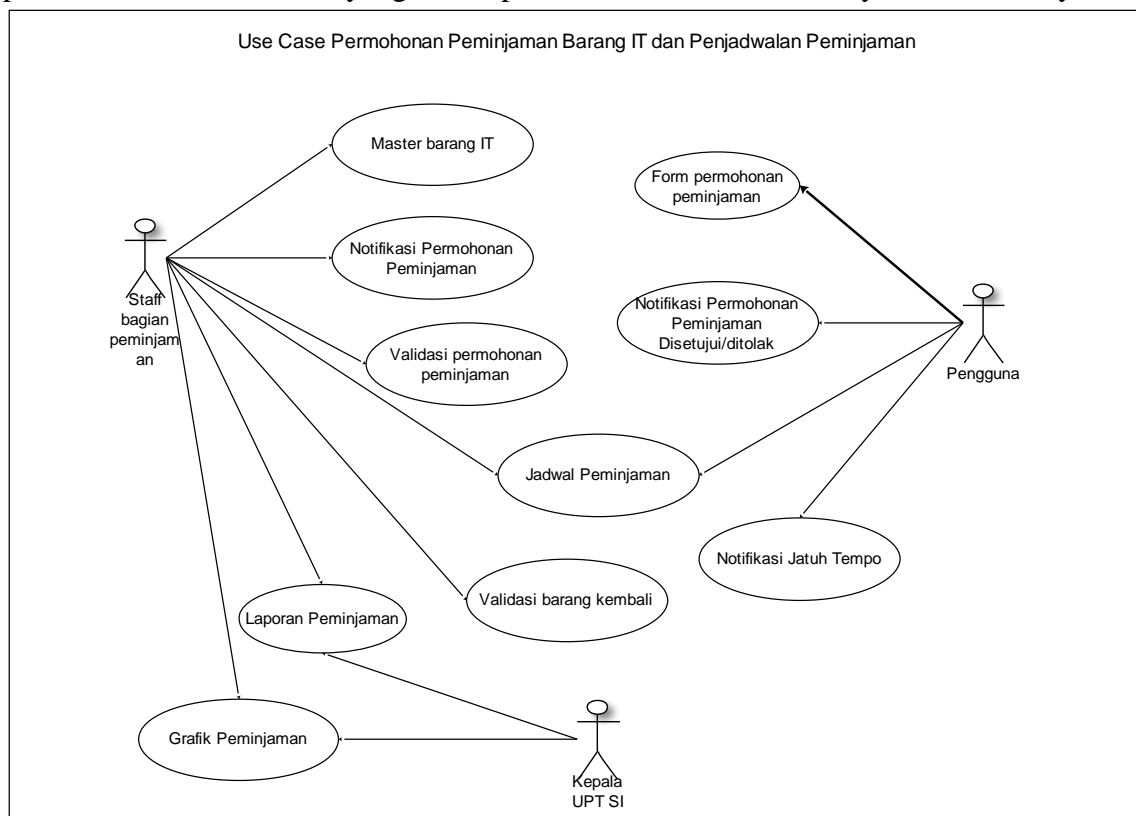 Use Case Permohonan Peminjaman Barang IT dan Penjadwalan Peminjaman
Master barang IT
Form permohonan
peminjaman
Notifikasi Permohonan
Peminjaman
Staff
bagian
peminjam
an
Notifikasi Permohonan
Peminjaman
Disetujui/ditolak
Pengguna
Validasi permohonan
peminjaman
Jadwal Peminjaman
Notifikasi Jatuh Tempo
Validasi barang kembali
Laporan Peminjaman
Grafik Peminjaman
Kepala
UPT SI